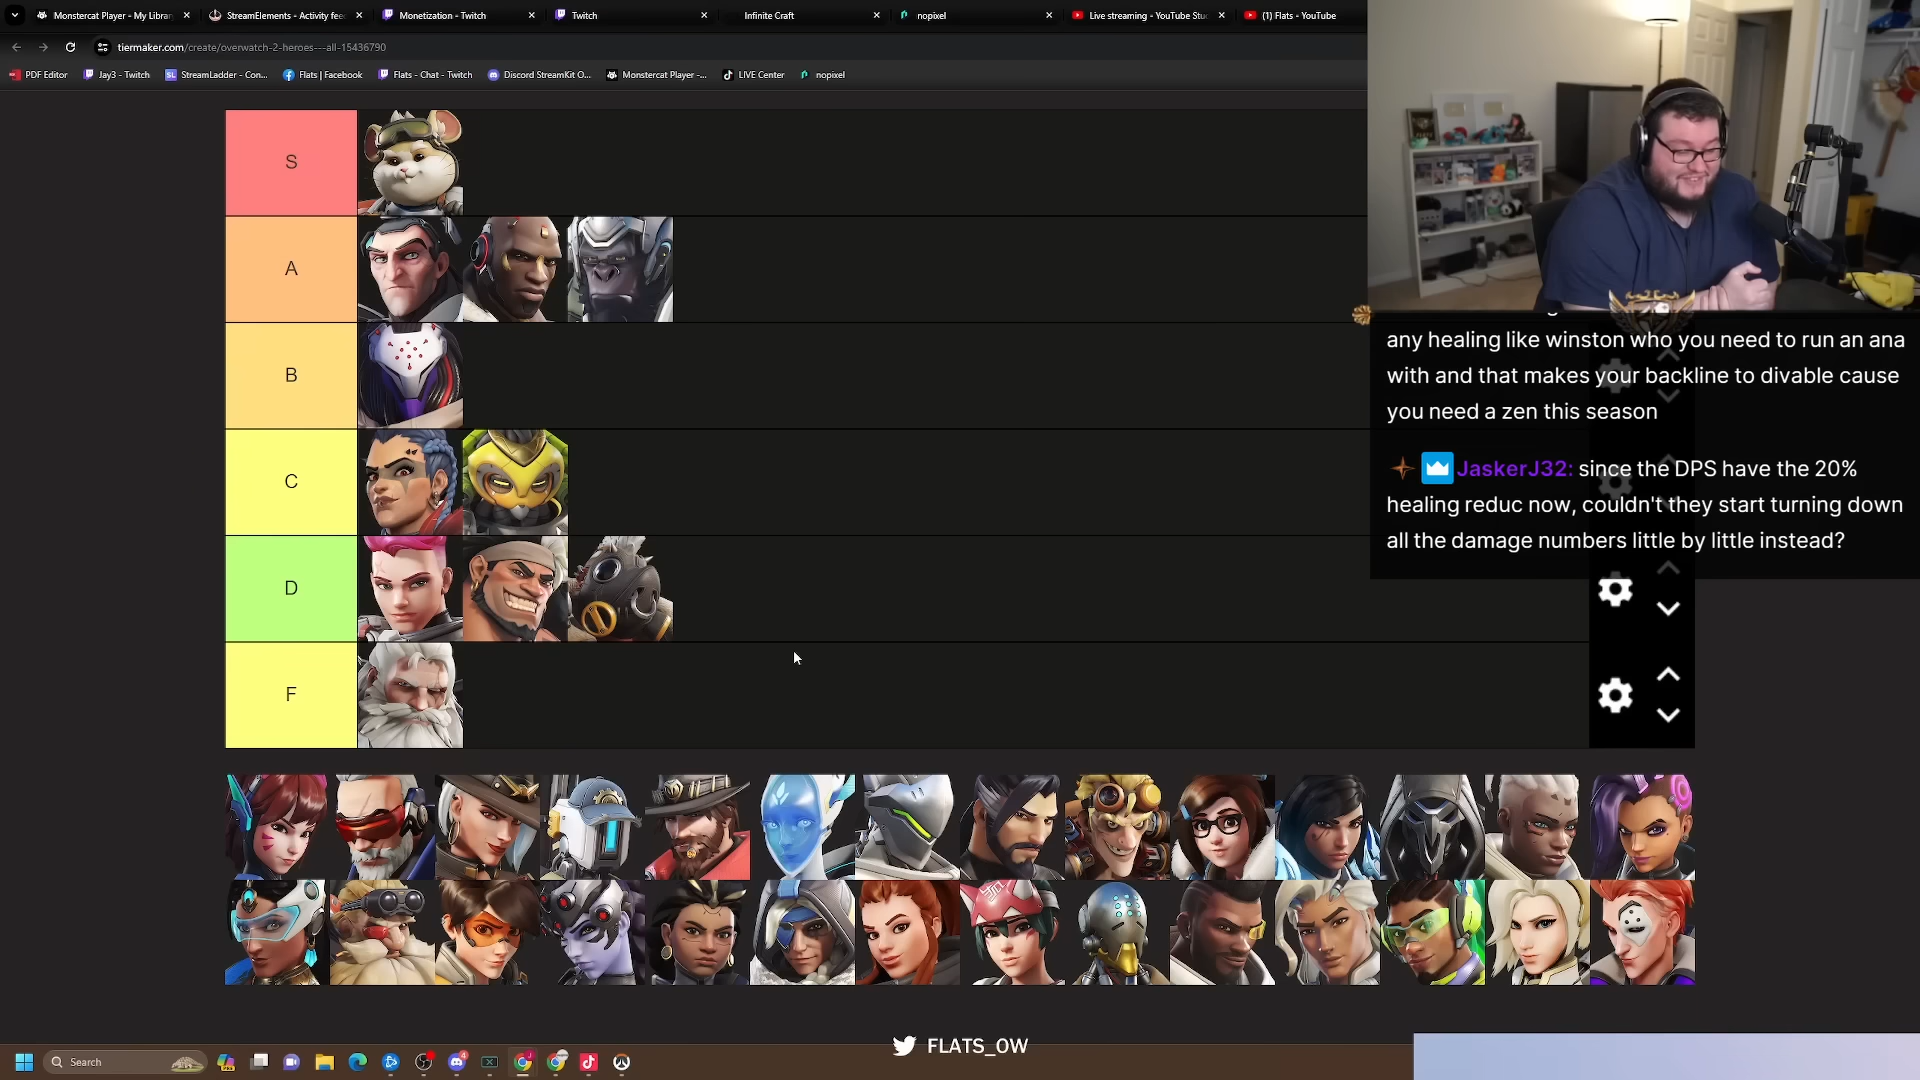 Monstercat Player - My Librar
StreamElements - Activity fee
Monetization - Twitch
Twitch
Infinite Craft
nopixel
Live streaming - YouTube Stu
(1) Flats - YouTube
tiermaker.com/create/overwatch-2-heroes---all-15436790
PDF Editor
Jay3 - Twitch
StreamLadder - Con...
Flats | Facebook
Flats - Chat - Twitch
Discord StreamKit O...
Monstercat Player -...
LIVE Center
nopixel
S
A
B
C
D
F
any healing like winston who you need to run an ana
with and that makes your backline to divable cause
you need a zen this season
JaskerJ32: since the DPS have the 20%
healing reduc now, couldn't they start turning down
all the damage numbers little by little instead?
FLATS_OW
Search